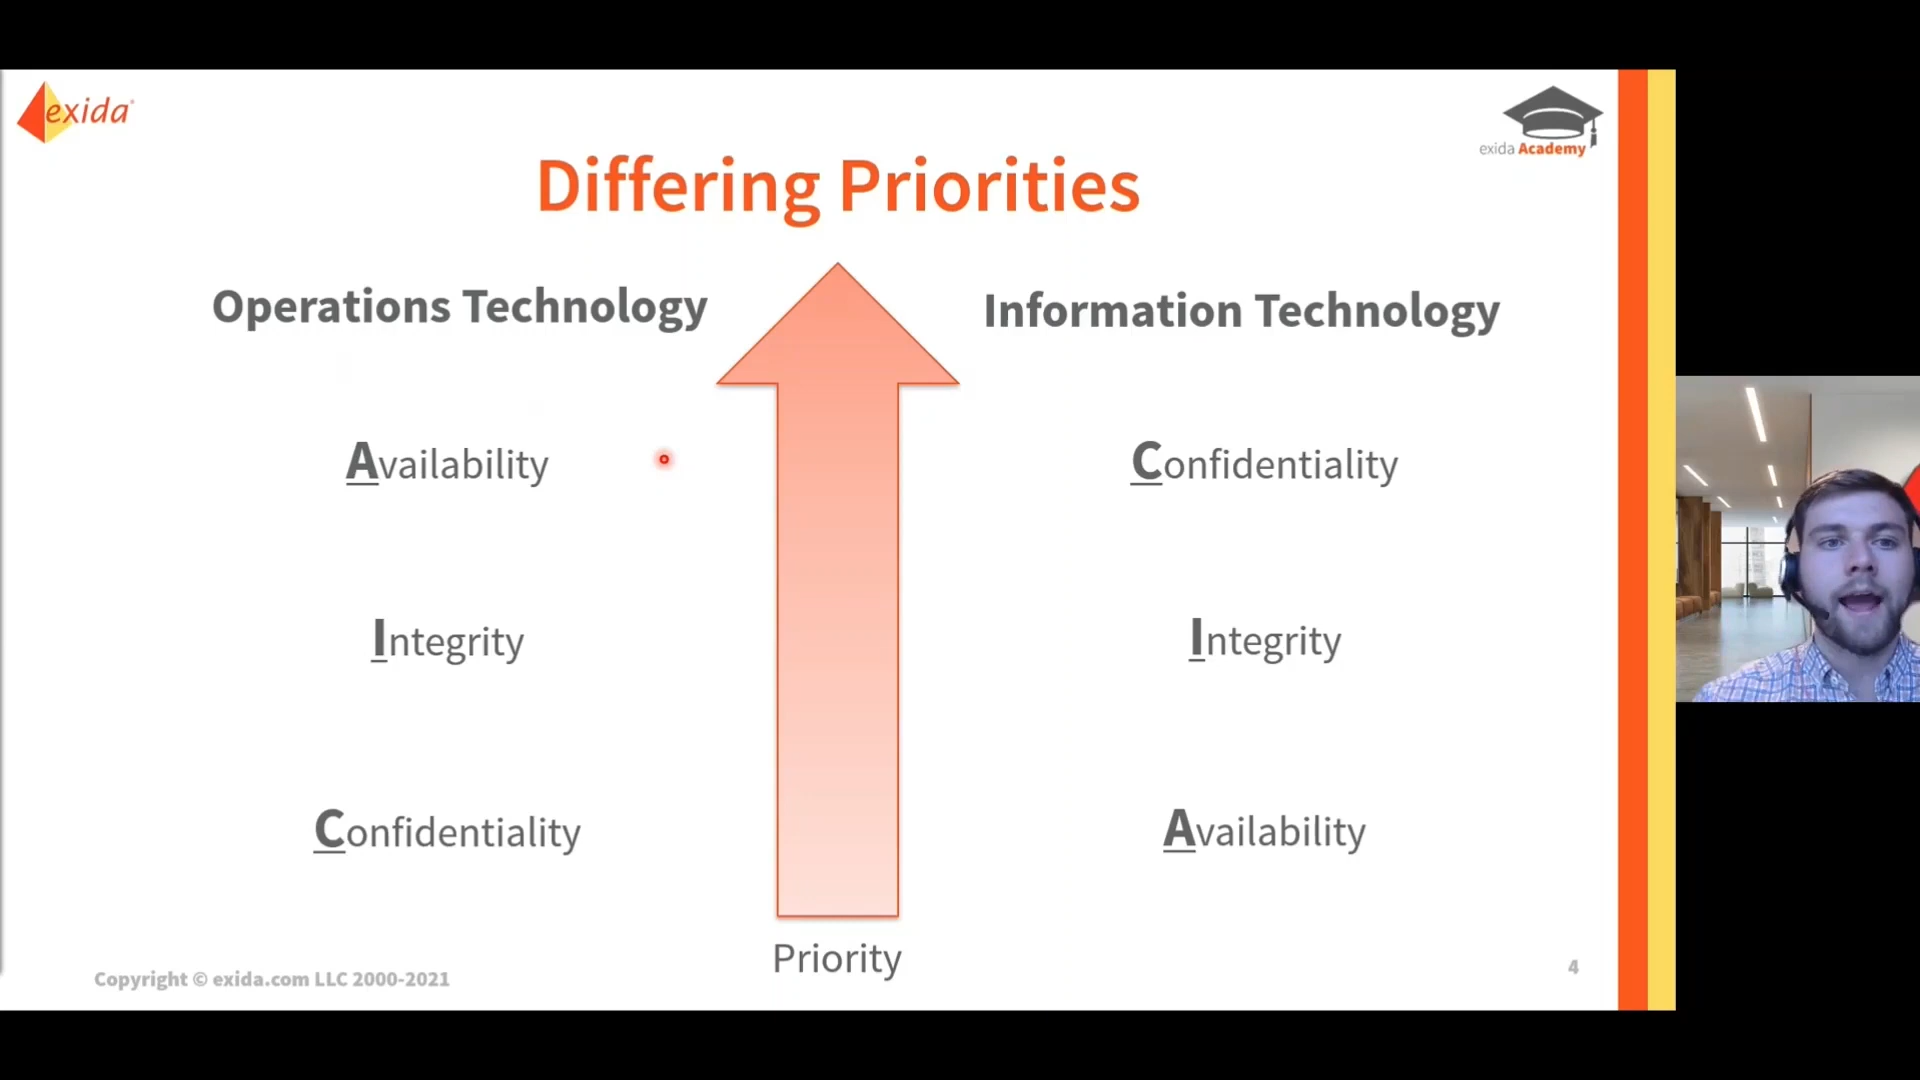 exida
exida Academy
Differing Priorities
Operations Technology
Information Technology
Availability
Confidentiality
Integrity
Integrity
Confidentiality
Availability
Priority
Copyright © exida.com LLC 2000-2021
4